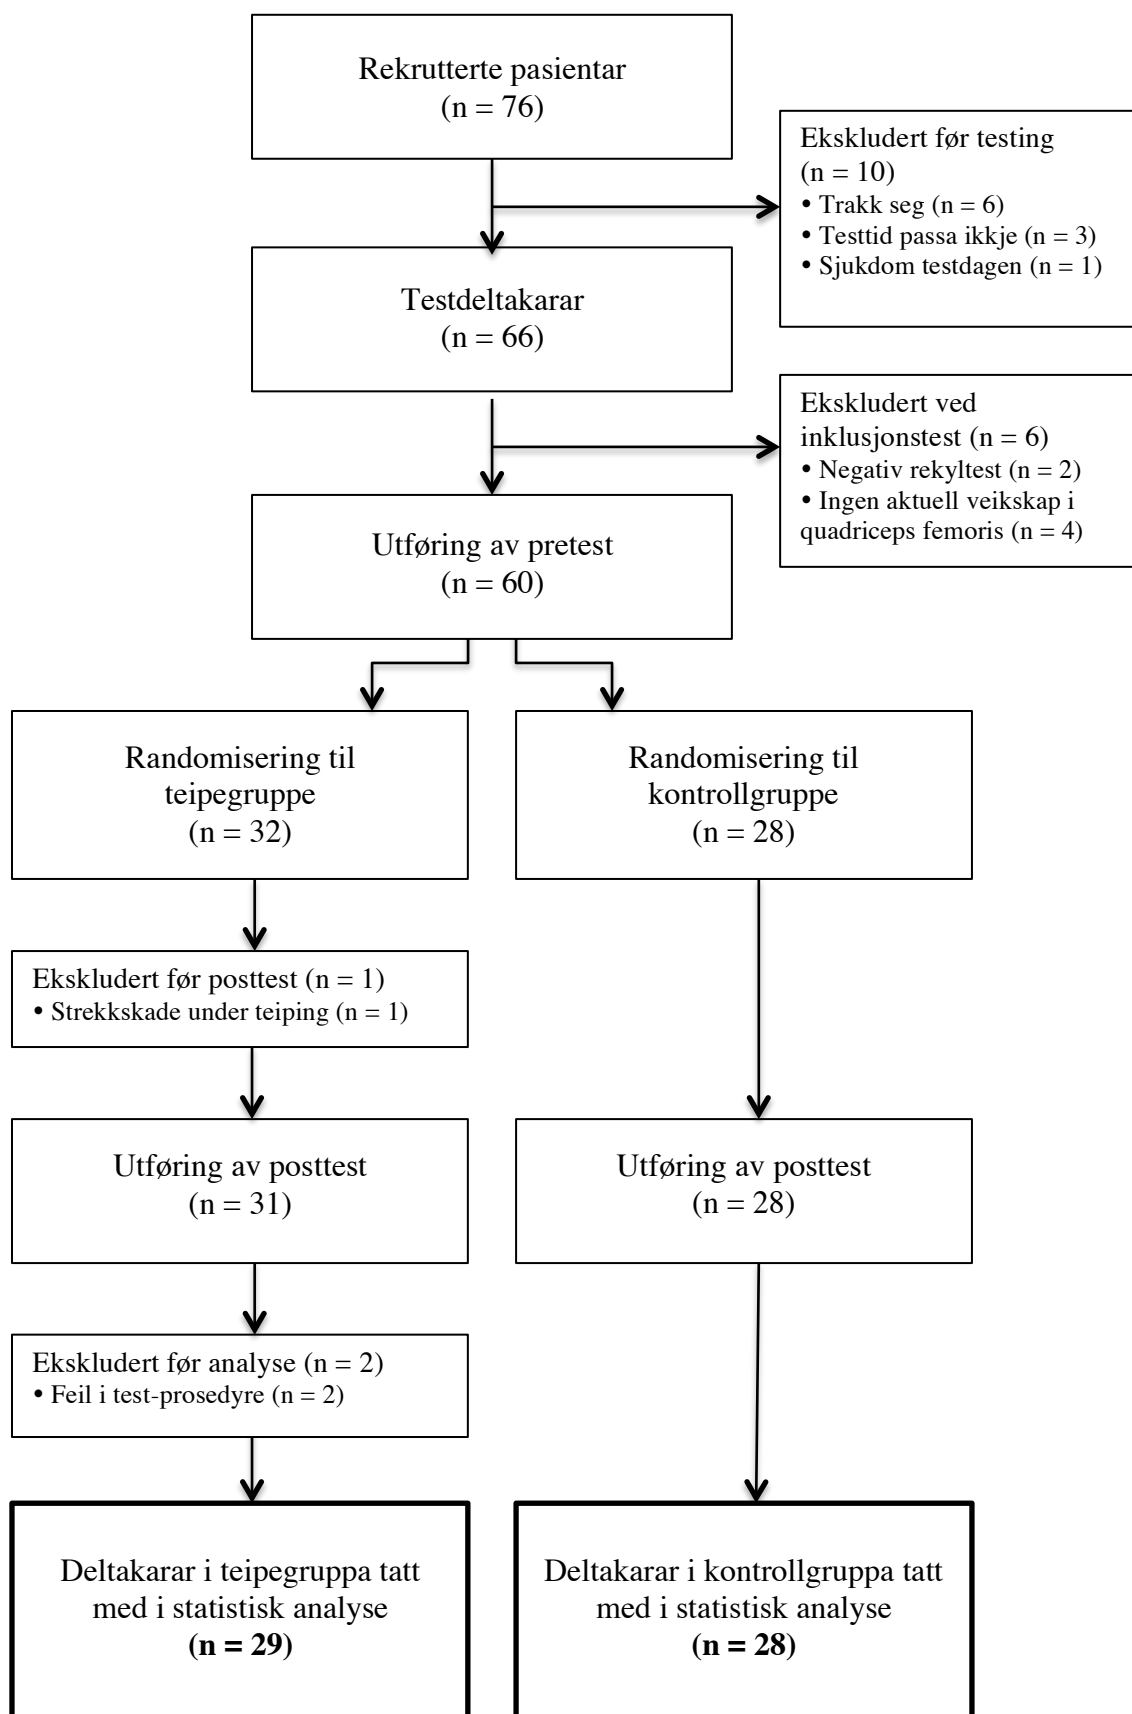 Rekrutterte pasientar
(n = 76)
Ekskludert før testing
(n = 10)
• Trakk seg (n = 6)
• Testtid passa ikkje (n = 3)
• Sjukdom testdagen (n = 1)
Testdeltakarar
(n = 66)
Ekskludert ved
inklusjonstest (n = 6)
• Negativ rekyltest (n = 2)
• Ingen aktuell veikskap i
quadriceps femoris (n = 4)
Utføring av pretest
(n = 60)
Randomisering til
teipegruppe
(n = 32)
Randomisering til
kontrollgruppe
(n = 28)
Ekskludert før posttest (n = 1)
• Strekkskade under teiping (n = 1)
Utføring av posttest
(n = 31)
Utføring av posttest
(n = 28)
Ekskludert før analyse (n = 2)
• Feil i test-prosedyre (n = 2)
Deltakarar i teipegruppa tatt
med i statistisk analyse
(n = 29)
Deltakarar i kontrollgruppa tatt
med i statistisk analyse
(n = 28)